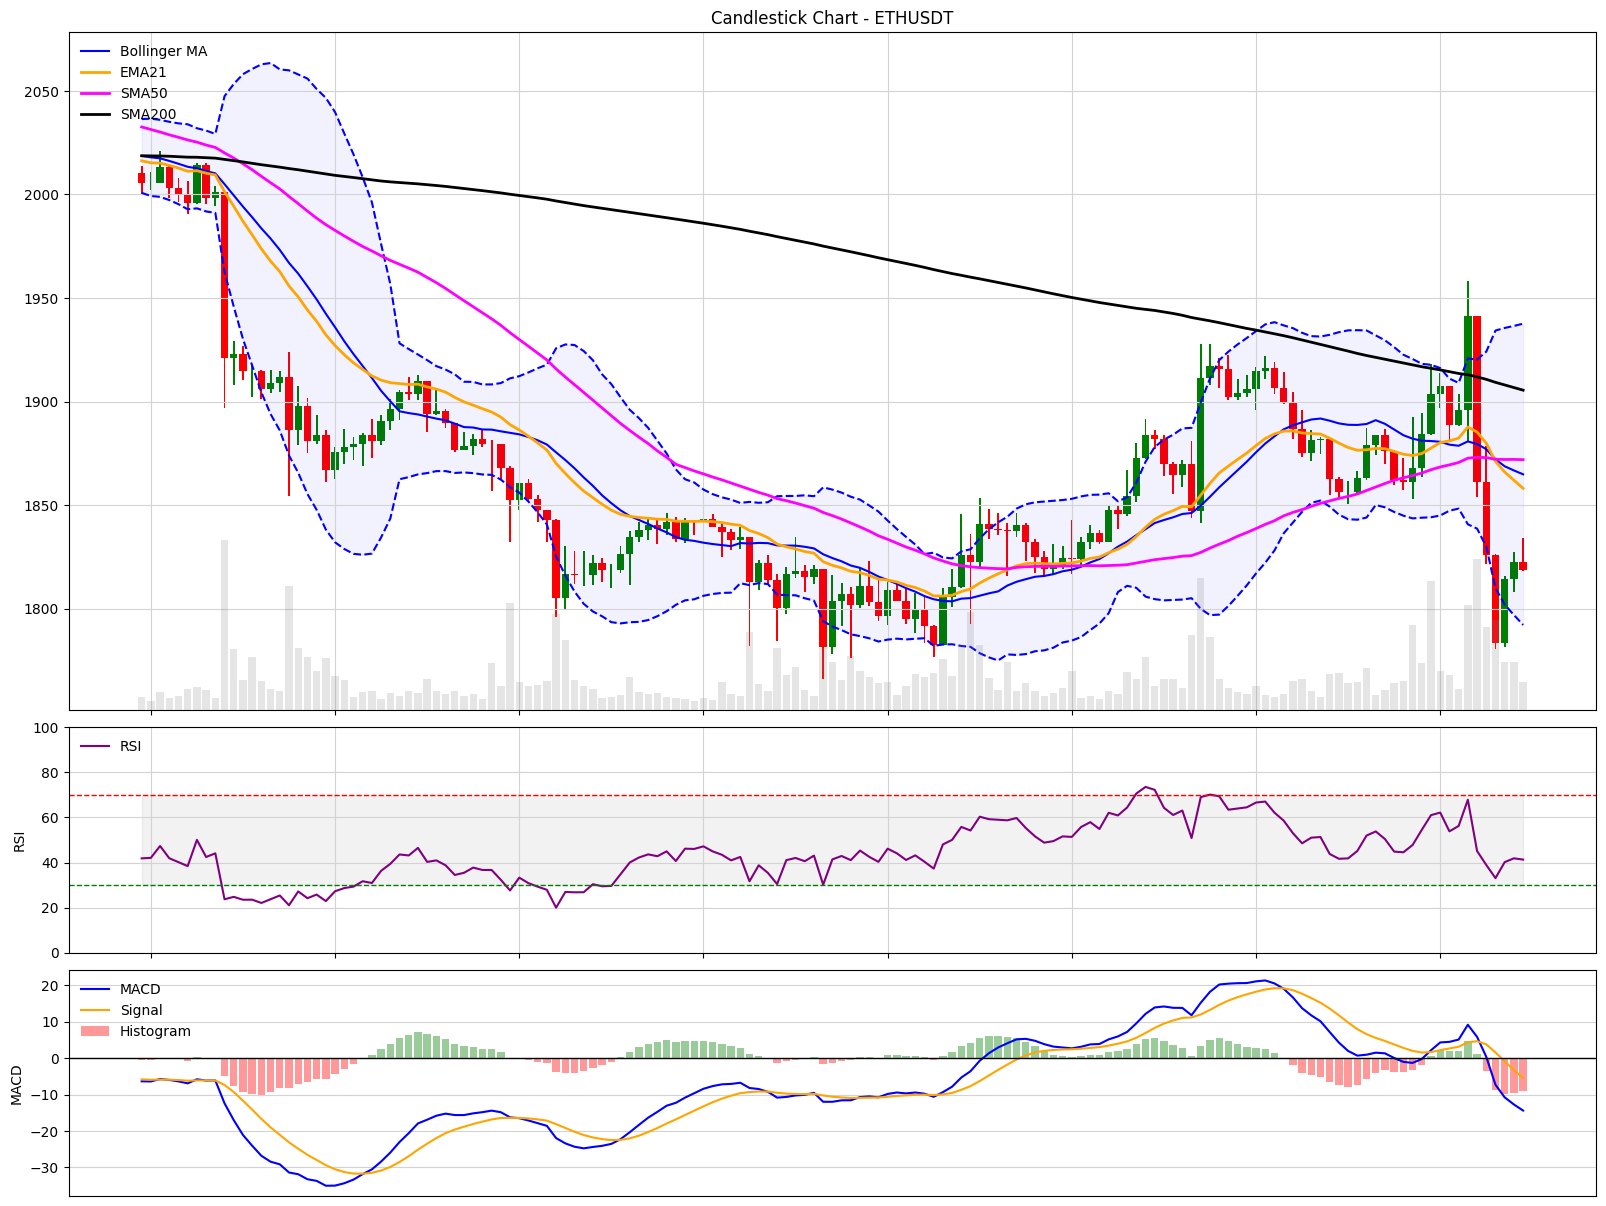 Candlestick Chart - ETHUSDT
Bollinger MA
EMA21
SMA50
SMA200
2050
2000
1950
1900
1850
1800
RSI
100
80
60
40
20
0
RSI
MACD
Signal
Histogram
20
10
0
−10
−20
−30
MACD